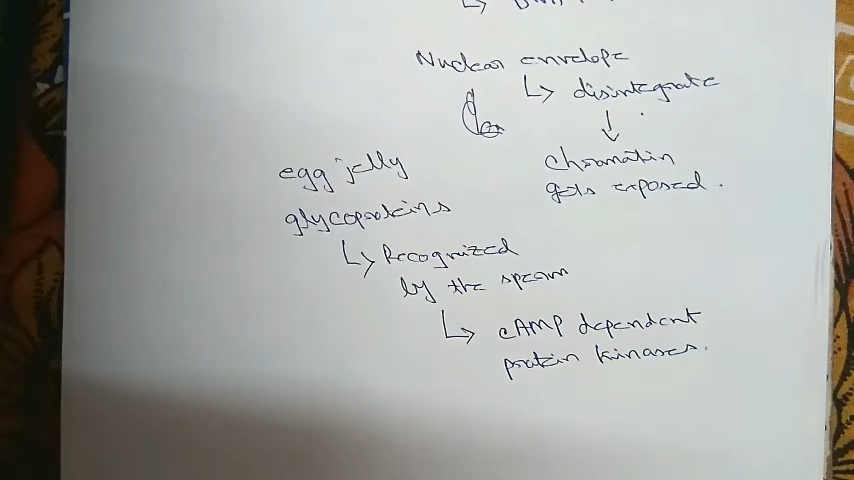 Nuclear envelope
↳ disintegrate
↓
chromatin
gets exposed.
egg jelly
glycoproteins
↳ Recognized
by the sperm
↳ cAMP dependent
protein kinases.